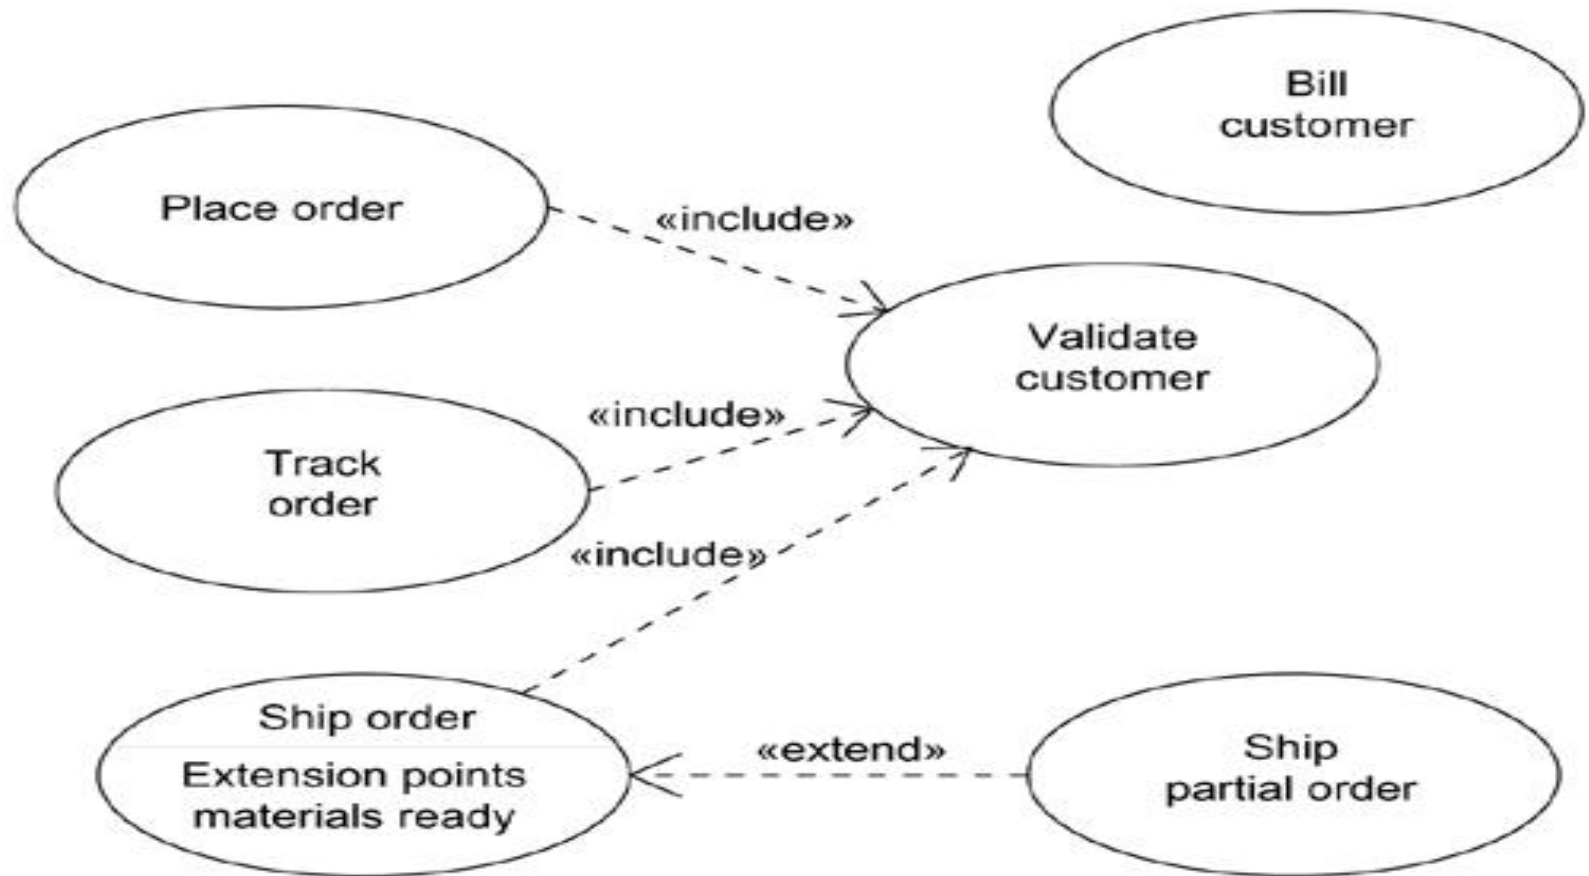 Bill
customer
Place order
«include»
Validate
customer
«include»
Track
order
«include»
Ship order
Extension points
materials ready
«extend»
Ship
partial order